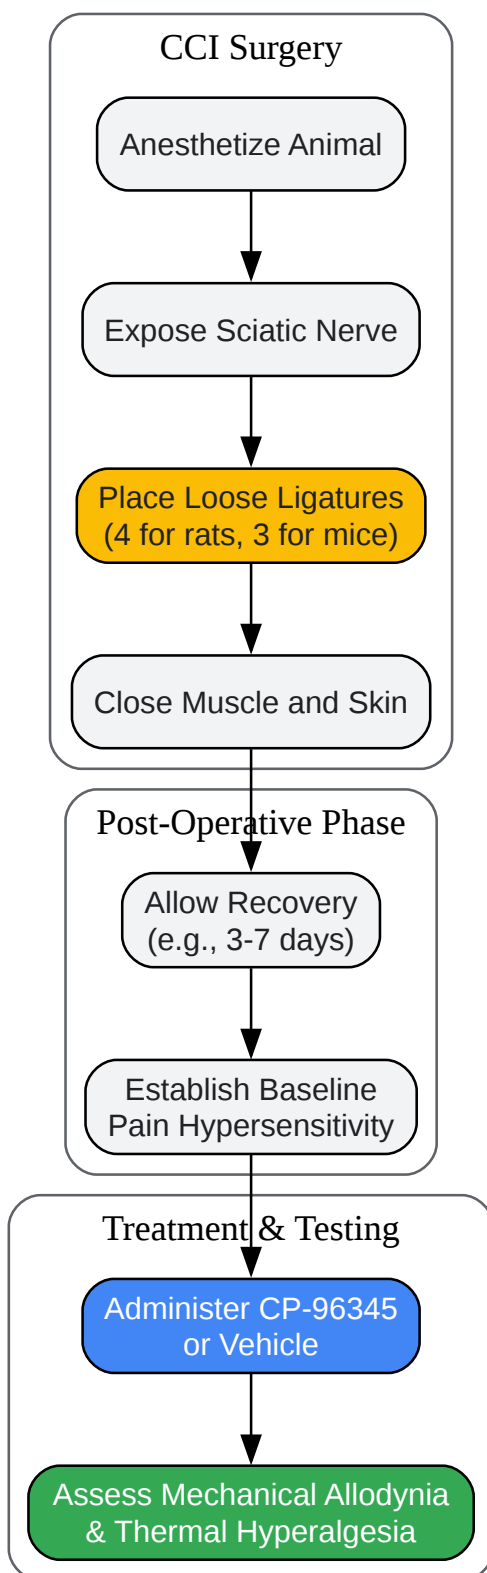 CCI Surgery
Anesthetize Animal
Expose Sciatic Nerve
Place Loose Ligatures
(4 for rats, 3 for mice)
Close Muscle and Skin
Post-Operative Phase
Allow Recovery
(e.g., 3-7 days)
Establish Baseline
Pain Hypersensitivity
Treatment & Testing
Administer CP-96345
or Vehicle
Assess Mechanical Allodynia
& Thermal Hyperalgesia